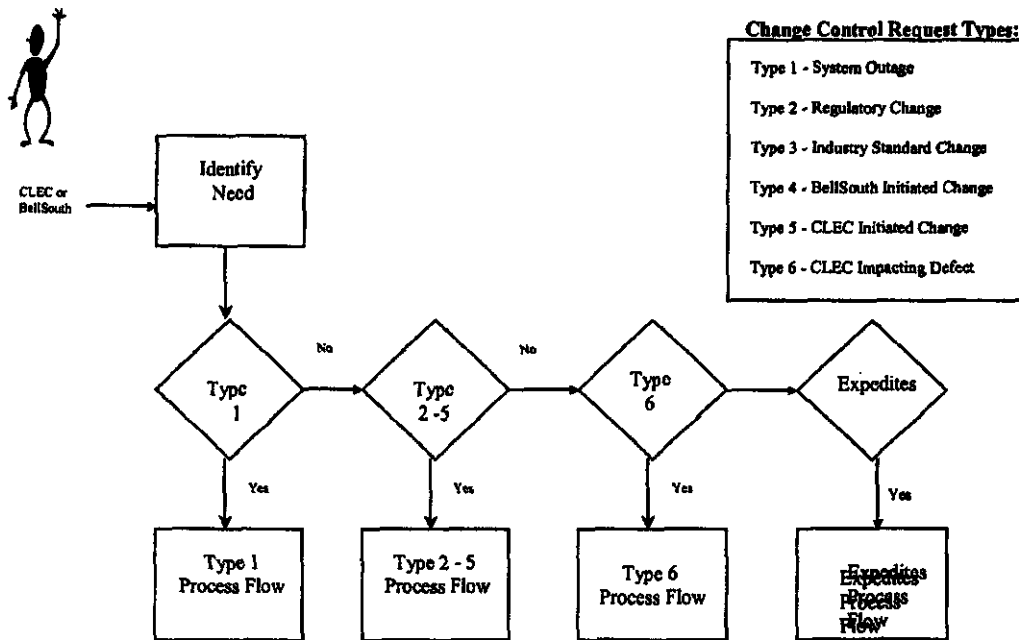 Change Control Request Types:
Type 1 - System Outage
Type 2 - Regulatory Change
Type 3 - Industry Standard Change
Type 4 - BellSouth Initiated Change
Type 5 - CLEC Initiated Change
Type 6 - CLEC Impacting Defect
Identify
Need
CLEC or
BellSouth
No
No
Type
1
Type
2 -5
Type
6
Expedites
Yes
Yes
Yes
Yes
Type 1
Process Flow
Type 2 - 5
Process Flow
Type 6
Process Flow
Expedites
Process
Flow